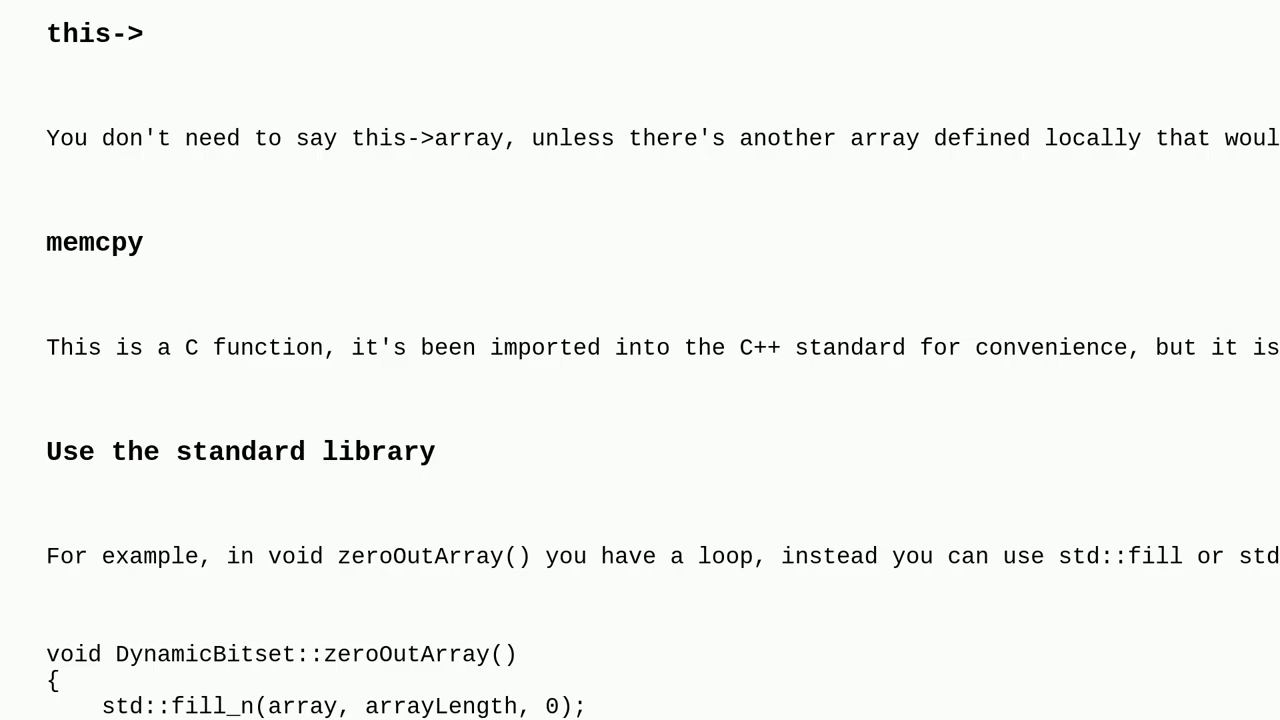 this->
You don't need to say this->array, unless there's another array defined locally that
memcpy
This is a C function, it's been imported into the C++ standard for convenience, but it is
Use the standard library
For example, in void zeroOutArray() you have a loop, instead you can use std::fill or std
void DynamicBitset::zeroOutArray()
{
    std::fill_n(array, arrayLength, 0);